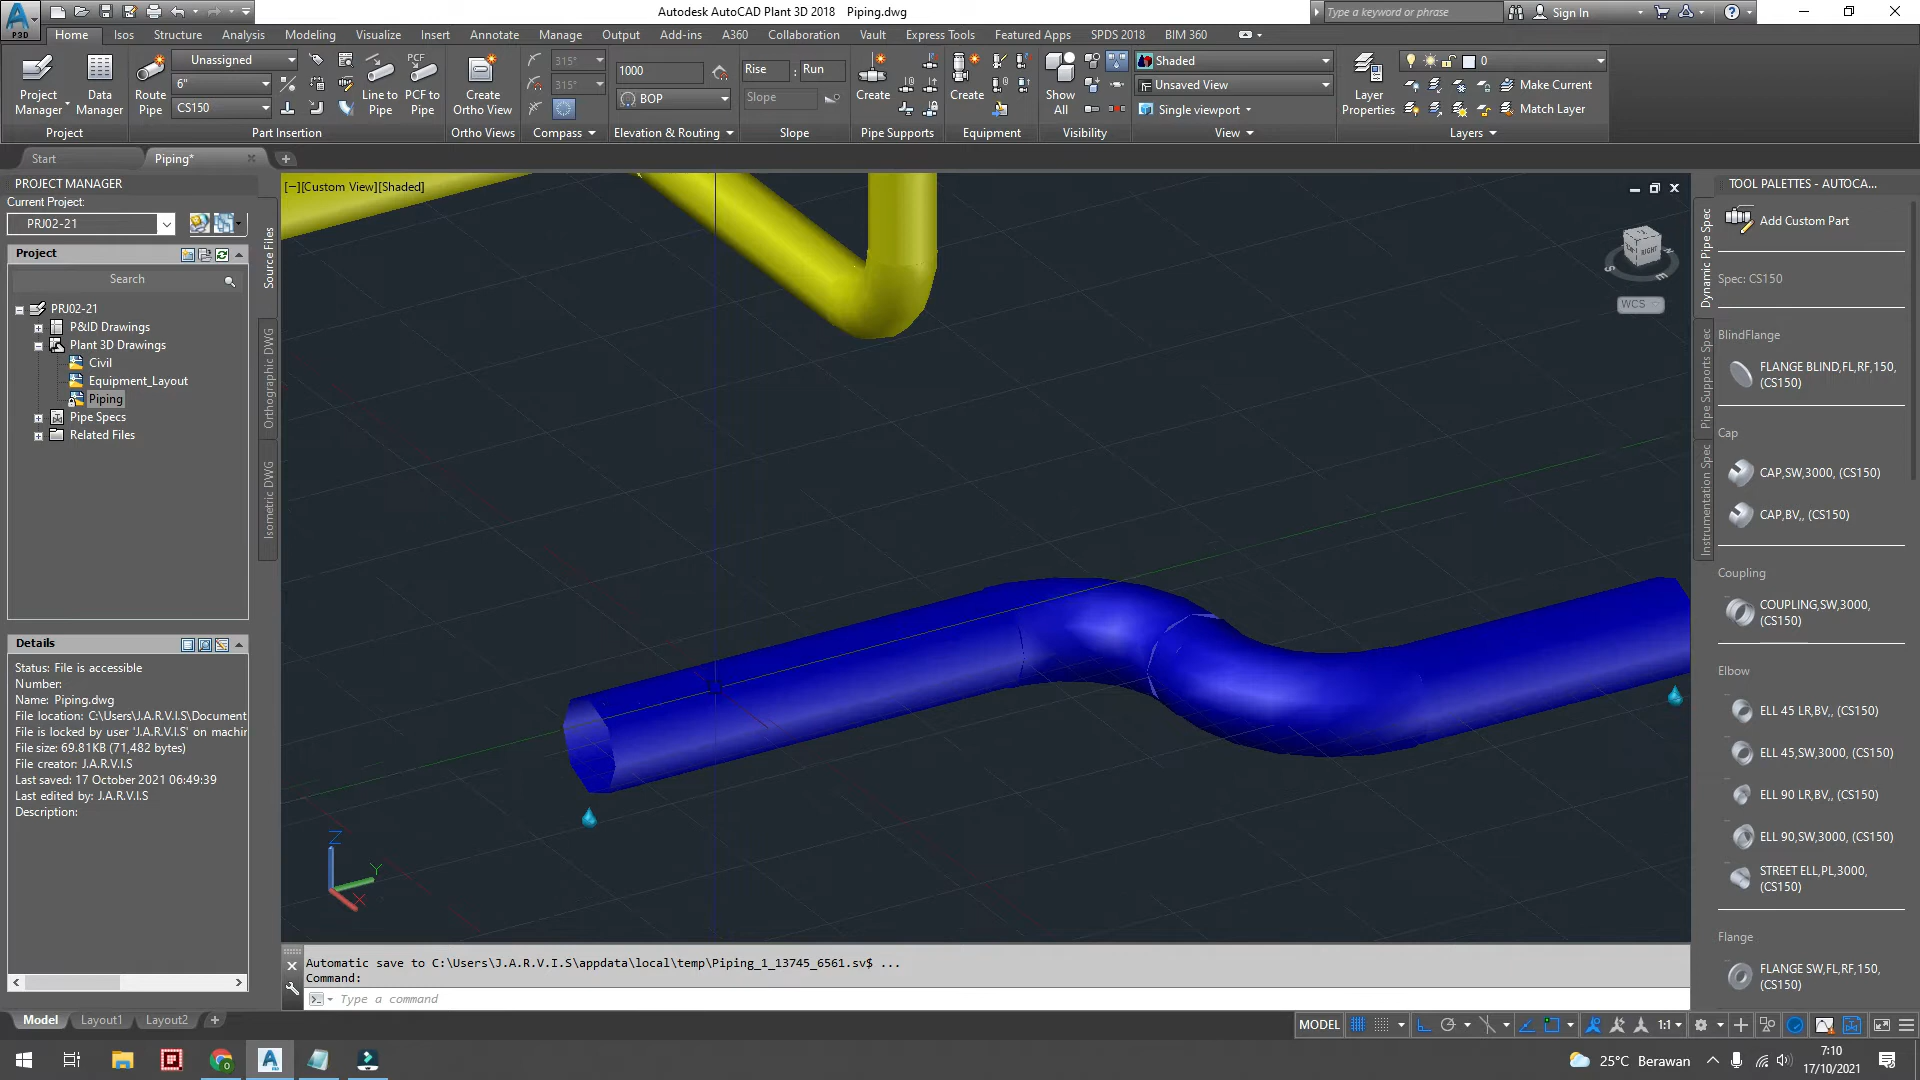 Autodesk AutoCAD Plant 3D 2018 Piping.dwg
Type a keyword or phrase
Sign In
P3D
Home
Isos
Structure
Analysis
Modeling
Visualize
Insert
Annotate
Manage
Output
Add-ins
A360
Collaboration
Vault
Express Tools
Featured Apps
SPDS 2018
BIM 360
Project
Manager
Data
Manager
Project
Route
Pipe
Unassigned
6"
CS150
Line to
Pipe
PCF
PCF to
Pipe
Part Insertion
Create
Ortho View
Ortho Views
315°
315°
Compass
1000
BOP
Elevation & Routing
Rise : Run
Slope
Slope
Create
Pipe Supports
Create
Equipment
Show
All
Visibility
Shaded
Unsaved View
Single viewport
View
Layer
Properties
0
Make Current
Match Layer
Layers
Start
Piping*
PROJECT MANAGER
Current Project:
PRJ02-21
Project
Search
PRJ02-21
P&ID Drawings
Plant 3D Drawings
Civil
Equipment_Layout
Piping
Pipe Specs
Related Files
Source Files
Orthographic DWG
Isometric DWG
Details
Status: File is accessible
Number:
Name: Piping.dwg
File location: C:\Users\J.A.R.V.I.S\Document
File is locked by user 'J.A.R.V.I.S' on machin
File size: 69.81KB (71,482 bytes)
File creator: J.A.R.V.I.S
Last saved: 17 October 2021 06:49:39
Last edited by: J.A.R.V.I.S
Description:
[−][Custom View][Shaded]
RIGHT
S
E
WCS
Z
Y
X
TOOL PALETTES - AUTOCA...
Dynamic Pipe Spec
Pipe Supports Spec
Instrumentation Spec
Add Custom Part
Spec: CS150
BlindFlange
FLANGE BLIND,FL,RF,150,
(CS150)
Cap
CAP,SW,3000, (CS150)
CAP,BV,, (CS150)
Coupling
COUPLING,SW,3000,
(CS150)
Elbow
ELL 45 LR,BV,, (CS150)
ELL 45,SW,3000, (CS150)
ELL 90 LR,BV,, (CS150)
ELL 90,SW,3000, (CS150)
STREET ELL,PL,3000,
(CS150)
Flange
FLANGE SW,FL,RF,150,
(CS150)
Automatic save to C:\Users\J.A.R.V.I.S\appdata\local\temp\Piping_1_13745_6561.sv$ ...
Command:
Type a command
Model
Layout1
Layout2
MODEL
1:1
25°C Berawan
7:10
17/10/2021